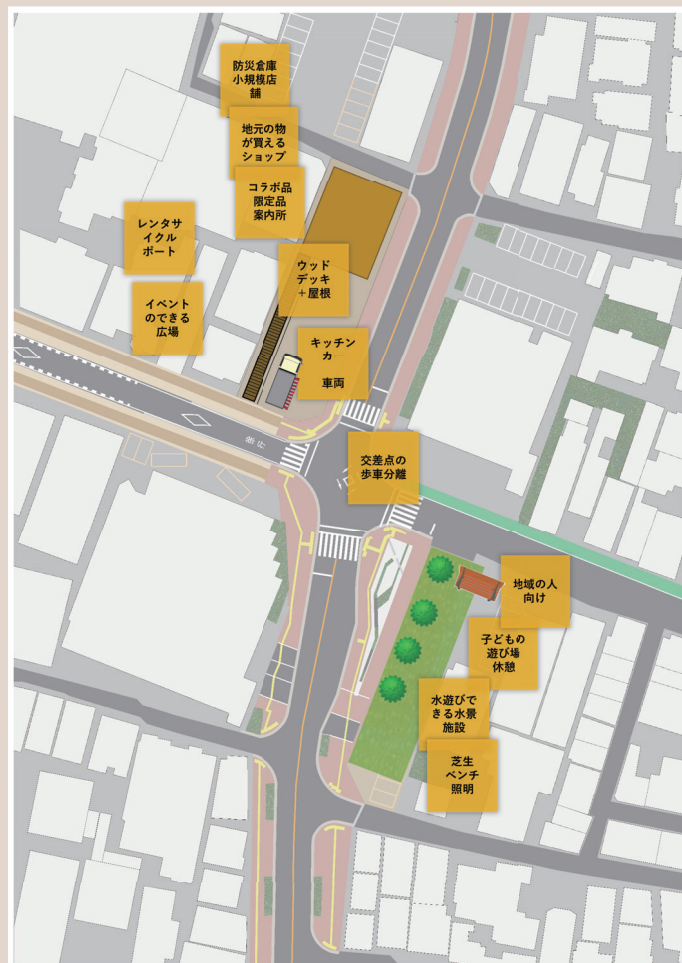 防災倉庫
小規模店
舗
地元の物
が買える
ショップ
コラボ品
限定品
案内所
レンタサ
イクル
ポート
イベント
のできる
広場
ウッド
デッキ
＋屋根
キッチン
カ
車両
交差点の
歩車分離
地域の人
向け
子どもの
遊び場
休憩
水遊びで
きる水景
施設
芝生
ベンチ
照明